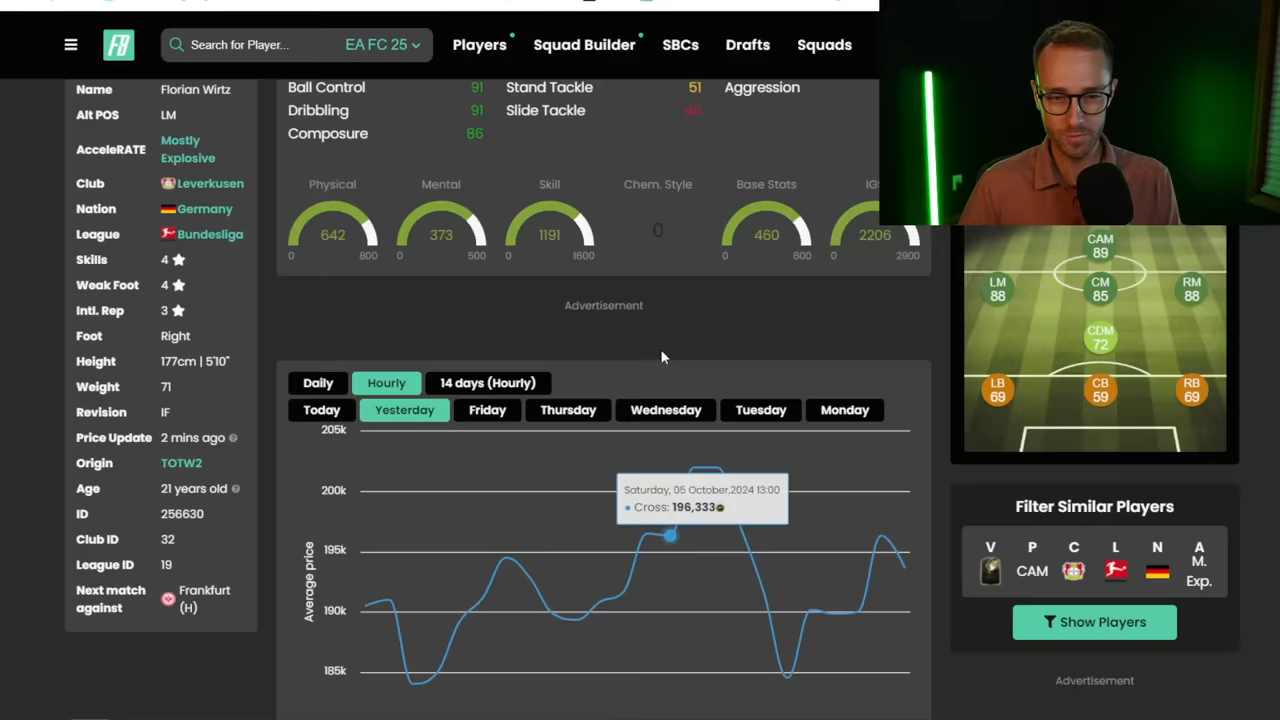 FB
Search for Player...
EA FC 25
Players
Squad Builder
SBCs
Drafts
Squads
Name Florian Wirtz
Alt POS LM
AcceleRATE Mostly Explosive
Club Leverkusen
Nation Germany
League Bundesliga
Skills 4
Weak Foot 4
Intl. Rep 3
Foot Right
Height 177cm | 5'10"
Weight 71
Revision IF
Price Update 2 mins ago
Origin TOTW2
Age 21 years old
ID 256630
Club ID 32
League ID 19
Next match against Frankfurt (H)
Ball Control 91
Dribbling 91
Composure 86
Stand Tackle 51
Slide Tackle
Aggression
Physical
642
0 800
Mental
373
0 500
Skill
1191
0 1600
Chem. Style
0
Base Stats
460
0 600
2206
0 2900
Advertisement
Daily
Hourly
14 days (Hourly)
Today
Yesterday
Friday
Thursday
Wednesday
Tuesday
Monday
205k
200k
195k
190k
185k
Average price
Saturday, 05 October,2024 13:00
Cross: 196,333
CAM
89
LM
88
CM
85
RM
88
CDM
72
LB
69
CB
59
RB
69
Filter Similar Players
V
P
CAM
C
L
N
A
M.
Exp.
Show Players
Advertisement